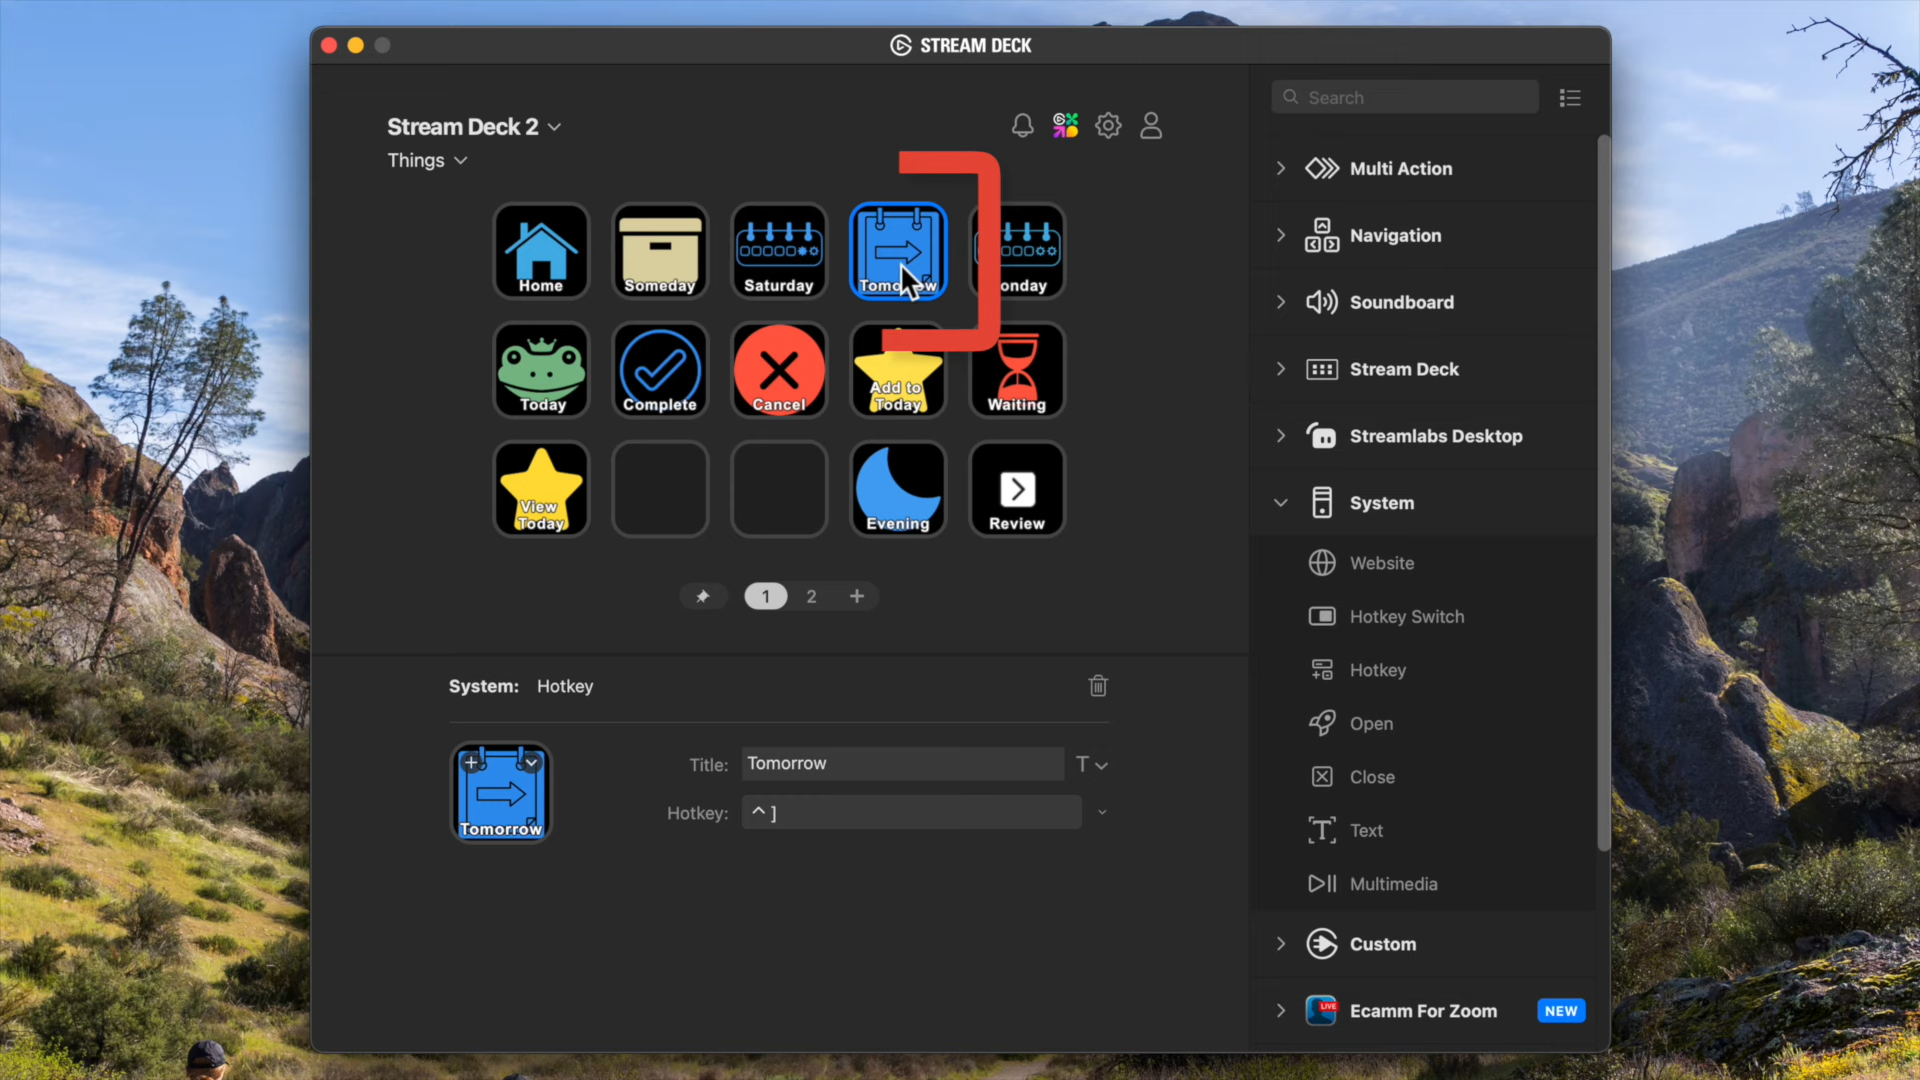 STREAM DECK
Stream Deck 2
Things
Home
Someday
Saturday
Tomorrow
onday
Today
Complete
Cancel
Add to
Today
Waiting
View
Today
Evening
Review
1 2 +
System: Hotkey
Tomorrow
Title: Tomorrow
T
Hotkey: ^ ]
Search
Multi Action
Navigation
Soundboard
Stream Deck
Streamlabs Desktop
System
Website
Hotkey Switch
Hotkey
Open
Close
Text
Multimedia
Custom
LIVE
Ecamm For Zoom NEW